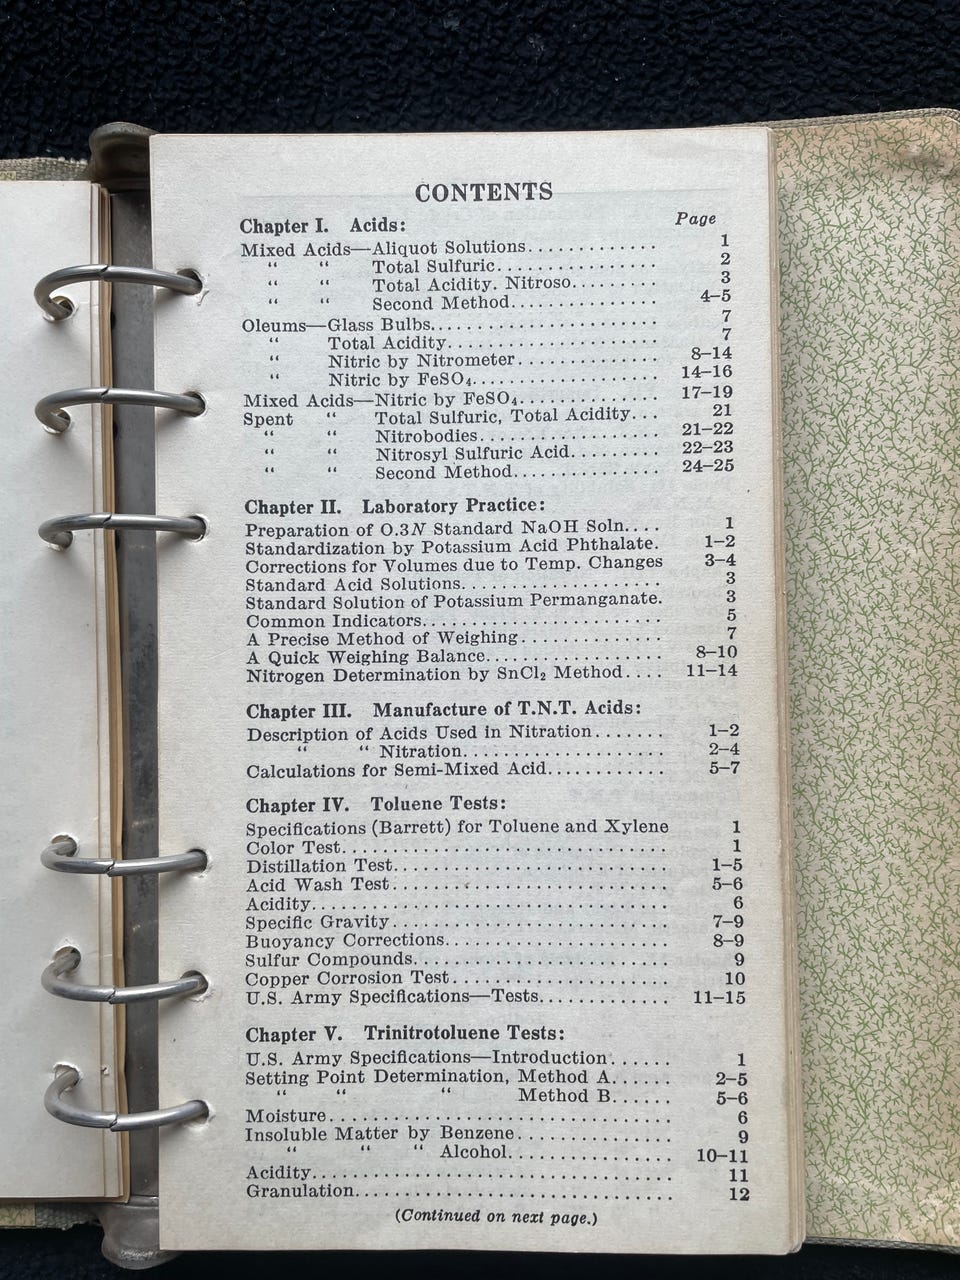 CONTENTS
Chapter I. Acids: Page
Mixed Acids—Aliquot Solutions............ 1
“ “ Total Sulfuric............... 2
“ “ Total Acidity. Nitroso......... 3
“ “ Second Method.............. 4–5
Oleums—Glass Bulbs....................... 7
“ Total Acidity..................... 7
“ Nitric by Nitrometer............. 8–14
“ Nitric by FeSO₄.................. 14–16
Mixed Acids—Nitric by FeSO₄............. 17–19
Spent “ Total Sulfuric, Total Acidity... 21
“ “ Nitrobodies................. 21–22
“ “ Nitrosyl Sulfuric Acid......... 22–23
“ “ Second Method.............. 24–25
Chapter II. Laboratory Practice:
Preparation of 0.3N Standard NaOH Soln.... 1
Standardization by Potassium Acid Phthalate. 1–2
Corrections for Volumes due to Temp. Changes 3–4
Standard Acid Solutions.................... 3
Standard Solution of Potassium Permanganate. 3
Common Indicators........................ 5
A Precise Method of Weighing.............. 7
A Quick Weighing Balance.................. 8–10
Nitrogen Determination by SnCl₂ Method.... 11–14
Chapter III. Manufacture of T.N.T. Acids:
Description of Acids Used in Nitration....... 1–2
“ “ Nitration.................... 2–4
Calculations for Semi-Mixed Acid............ 5–7
Chapter IV. Toluene Tests:
Specifications (Barrett) for Toluene and Xylene 1
Color Test................................ 1
Distillation Test........................... 1–5
Acid Wash Test........................... 5–6
Acidity................................... 6
Specific Gravity........................... 7–9
Buoyancy Corrections...................... 8–9
Sulfur Compounds......................... 9
Copper Corrosion Test..................... 10
U.S. Army Specifications—Tests............. 11–15
Chapter V. Trinitrotoluene Tests:
U.S. Army Specifications—Introduction...... 1
Setting Point Determination, Method A...... 2–5
“ “ “ Method B...... 5–6
Moisture................................. 6
Insoluble Matter by Benzene............... 9
“ “ “ Alcohol............... 10–11
Acidity................................... 11
Granulation............................... 12
(Continued on next page.)